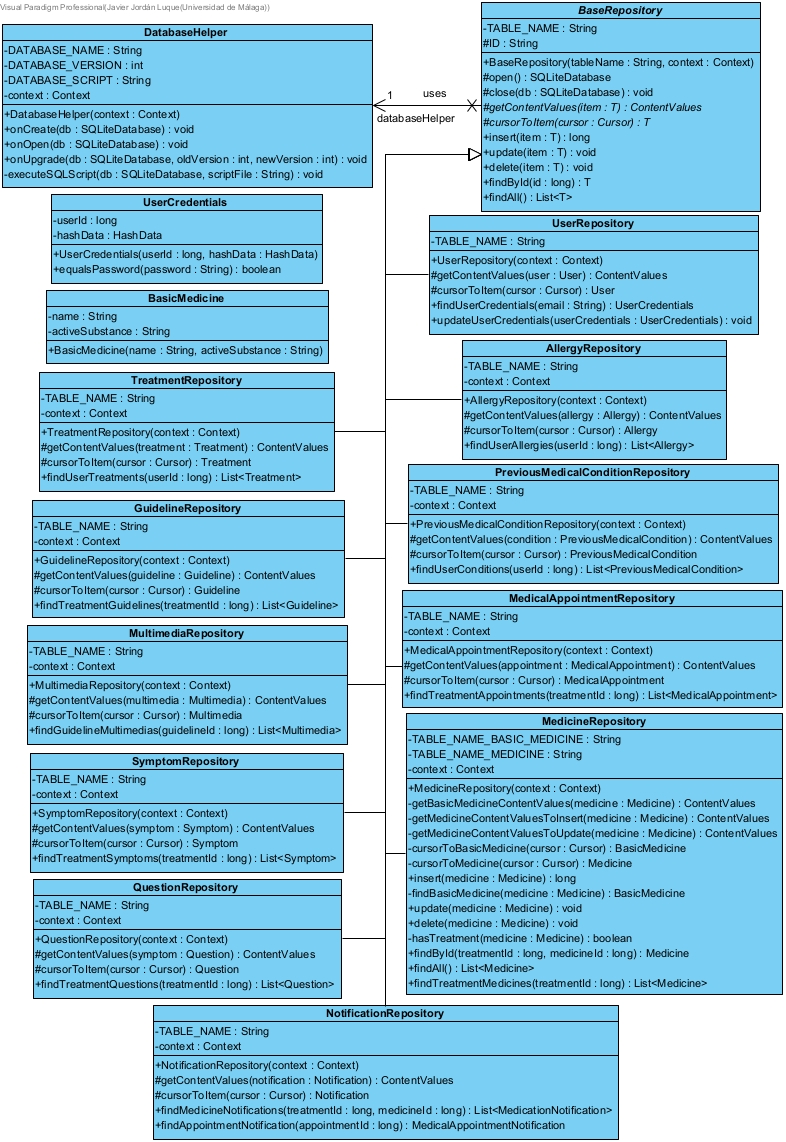 Visual Paradigm Professional(Javier Jordán Luque(Universidad de Málaga))
DatabaseHelper
-DATABASE_NAME : String
-DATABASE_VERSION : int
-DATABASE_SCRIPT : String
-context : Context
+DatabaseHelper(context : Context)
+onCreate(db : SQLiteDatabase) : void
+onOpen(db : SQLiteDatabase) : void
+onUpgrade(db : SQLiteDatabase, oldVersion : int, newVersion : int) : void
-executeSQLScript(db : SQLiteDatabase, scriptFile : String) : void
1
uses
databaseHelper
BaseRepository
-TABLE_NAME : String
#ID : String
+BaseRepository(tableName : String, context : Context)
#open() : SQLiteDatabase
#close(db : SQLiteDatabase) : void
#getContentValues(item : T) : ContentValues
#cursorToItem(cursor : Cursor) : T
+insert(item : T) : long
+update(item : T) : void
+delete(item : T) : void
+findById(id : long) : T
+findAll() : List<T>
UserCredentials
-userId : long
-hashData : HashData
+UserCredentials(userId : long, hashData : HashData)
+equalsPassword(password : String) : boolean
UserRepository
-TABLE_NAME : String
+UserRepository(context : Context)
#getContentValues(user : User) : ContentValues
#cursorToItem(cursor : Cursor) : User
+findUserCredentials(email : String) : UserCredentials
+updateUserCredentials(userCredentials : UserCredentials) : void
BasicMedicine
-name : String
-activeSubstance : String
+BasicMedicine(name : String, activeSubstance : String)
AllergyRepository
-TABLE_NAME : String
-context : Context
+AllergyRepository(context : Context)
#getContentValues(allergy : Allergy) : ContentValues
#cursorToItem(cursor : Cursor) : Allergy
+findUserAllergies(userId : long) : List<Allergy>
TreatmentRepository
-TABLE_NAME : String
-context : Context
+TreatmentRepository(context : Context)
#getContentValues(treatment : Treatment) : ContentValues
#cursorToItem(cursor : Cursor) : Treatment
+findUserTreatments(userId : long) : List<Treatment>
PreviousMedicalConditionRepository
-TABLE_NAME : String
-context : Context
+PreviousMedicalConditionRepository(context : Context)
#getContentValues(condition : PreviousMedicalCondition) : ContentValues
#cursorToItem(cursor : Cursor) : PreviousMedicalCondition
+findUserConditions(userId : long) : List<PreviousMedicalCondition>
GuidelineRepository
-TABLE_NAME : String
-context : Context
+GuidelineRepository(context : Context)
#getContentValues(guideline : Guideline) : ContentValues
#cursorToItem(cursor : Cursor) : Guideline
+findTreatmentGuidelines(treatmentId : long) : List<Guideline>
MedicalAppointmentRepository
-TABLE_NAME : String
-context : Context
+MedicalAppointmentRepository(context : Context)
#getContentValues(appointment : MedicalAppointment) : ContentValues
#cursorToItem(cursor : Cursor) : MedicalAppointment
+findTreatmentAppointments(treatmentId : long) : List<MedicalAppointment>
MultimediaRepository
-TABLE_NAME : String
-context : Context
+MultimediaRepository(context : Context)
#getContentValues(multimedia : Multimedia) : ContentValues
#cursorToItem(cursor : Cursor) : Multimedia
+findGuidelineMultimedias(guidelineId : long) : List<Multimedia>
MedicineRepository
-TABLE_NAME_BASIC_MEDICINE : String
-TABLE_NAME_MEDICINE : String
-context : Context
+MedicineRepository(context : Context)
-getBasicMedicineContentValues(medicine : Medicine) : ContentValues
-getMedicineContentValuesToInsert(medicine : Medicine) : ContentValues
-getMedicineContentValuesToUpdate(medicine : Medicine) : ContentValues
-cursorToBasicMedicine(cursor : Cursor) : BasicMedicine
-cursorToMedicine(cursor : Cursor) : Medicine
+insert(medicine : Medicine) : long
-findBasicMedicine(medicine : Medicine) : BasicMedicine
+update(medicine : Medicine) : void
+delete(medicine : Medicine) : void
-hasTreatment(medicine : Medicine) : boolean
+findById(treatmentId : long, medicineId : long) : Medicine
+findAll() : List<Medicine>
+findTreatmentMedicines(treatmentId : long) : List<Medicine>
SymptomRepository
-TABLE_NAME : String
-context : Context
+SymptomRepository(context : Context)
#getContentValues(symptom : Symptom) : ContentValues
#cursorToItem(cursor : Cursor) : Symptom
+findTreatmentSymptoms(treatmentId : long) : List<Symptom>
QuestionRepository
-TABLE_NAME : String
-context : Context
+QuestionRepository(context : Context)
#getContentValues(symptom : Question) : ContentValues
#cursorToItem(cursor : Cursor) : Question
+findTreatmentQuestions(treatmentId : long) : List<Question>
NotificationRepository
-TABLE_NAME : String
-context : Context
+NotificationRepository(context : Context)
#getContentValues(notification : Notification) : ContentValues
#cursorToItem(cursor : Cursor) : Notification
+findMedicineNotifications(treatmentId : long, medicineId : long) : List<MedicationNotification>
+findAppointmentNotification(appointmentId : long) : MedicalAppointmentNotification